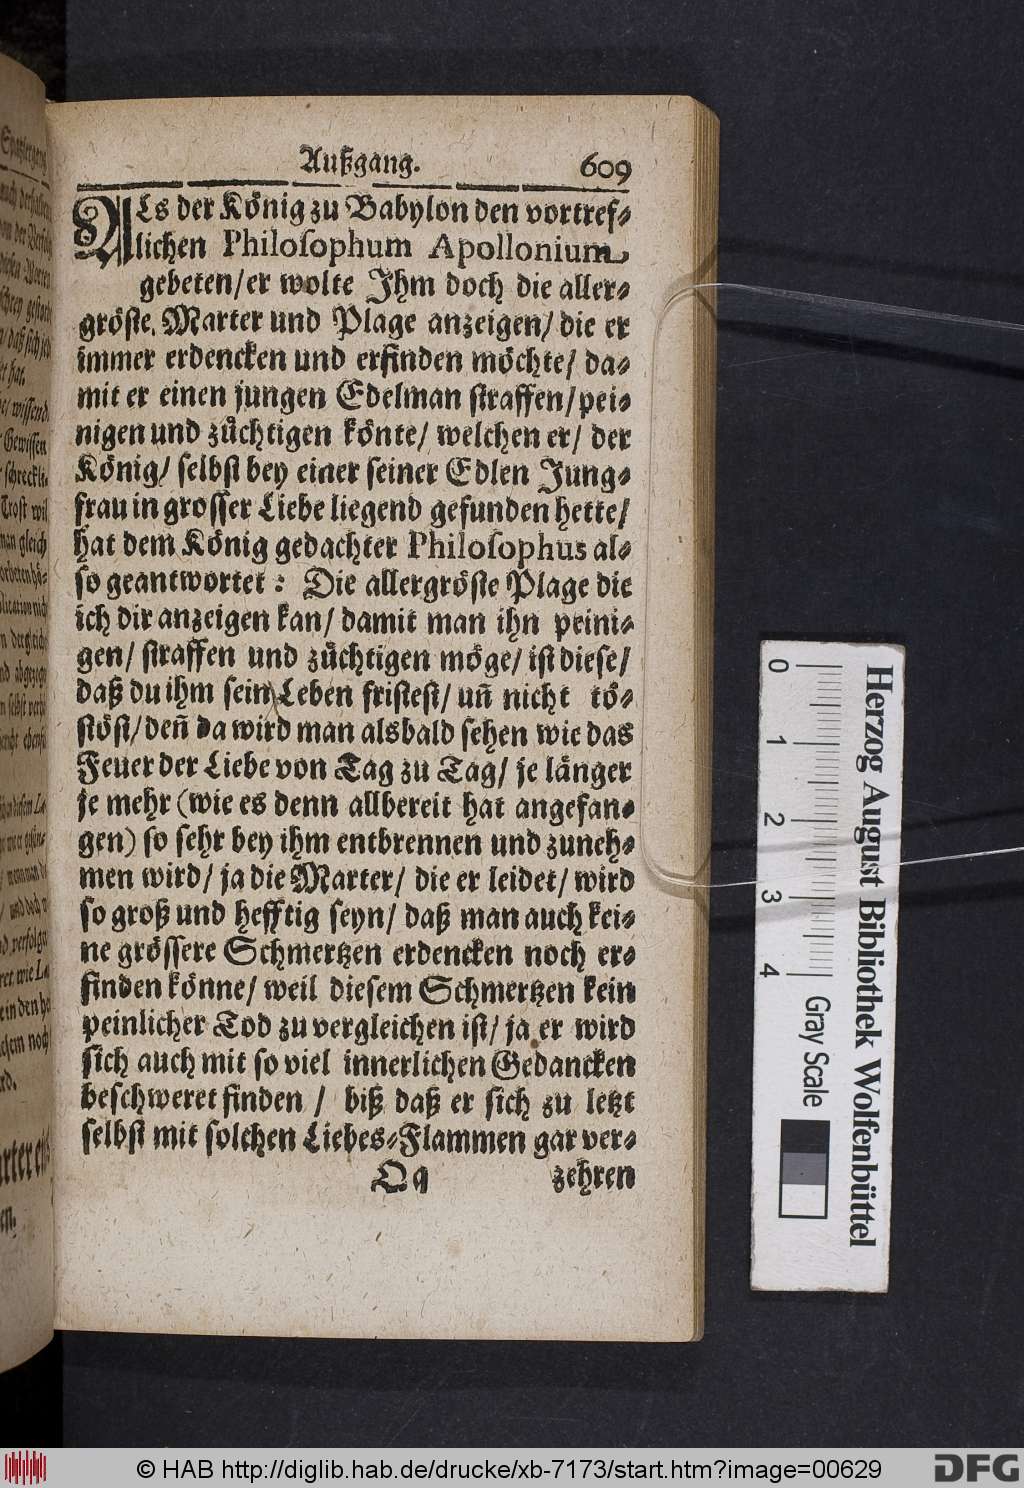 Außgang. 609
ALs der König zu Babylon den vortref-
lichen Philoſophum Apollonium
gebeten/ er wolte Ihm doch die aller-
gröſte Marter und Plage anzeigen/ die er
immer erdencken und erfinden möchte/ da-
mit er einen jungen Edelman ſtraffen/ pei-
nigen und züchtigen könte/ welchen er/ der
König/ ſelbſt bey einer ſeiner Edlen Jung-
frau in groſſer Liebe liegend gefunden hette/
hat dem König gedachter Philoſophus al-
ſo geantwortet: Die allergröſte Plage die
ich dir anzeigen kan/ damit man ihn peini-
gen/ ſtraffen und züchtigen möge/ iſt dieſe/
daß du ihm ſein Leben friſteſt/ uñ nicht tö-
ſtöſt/ deñ da wird man alsbald ſehen wie das
Feuer der Liebe von Tag zu Tag/ je länger
je mehr (wie es denn allbereit hat angefan-
gen) ſo ſehr bey ihm entbrennen und zuneh-
men wird/ ja die Marter/ die er leidet/ wird
ſo groß und hefftig ſeyn/ daß man auch kei-
ne gröſſere Schmertzen erdencken noch er-
finden könne/ weil dieſem Schmertzen kein
peinlicher Tod zu vergleichen iſt/ ja er wird
ſich auch mit ſo viel innerlichen Gedancken
beſchweret finden / biß daß er ſich zu letzt
ſelbſt mit ſolchen Liebes-Flammen gar ver-
Qq zehren
Herzog August Bibliothek Wolfenbüttel
0 1 2 3 4
Gray Scale
© HAB http://diglib.hab.de/drucke/xb-7173/start.htm?image=00629
DFG